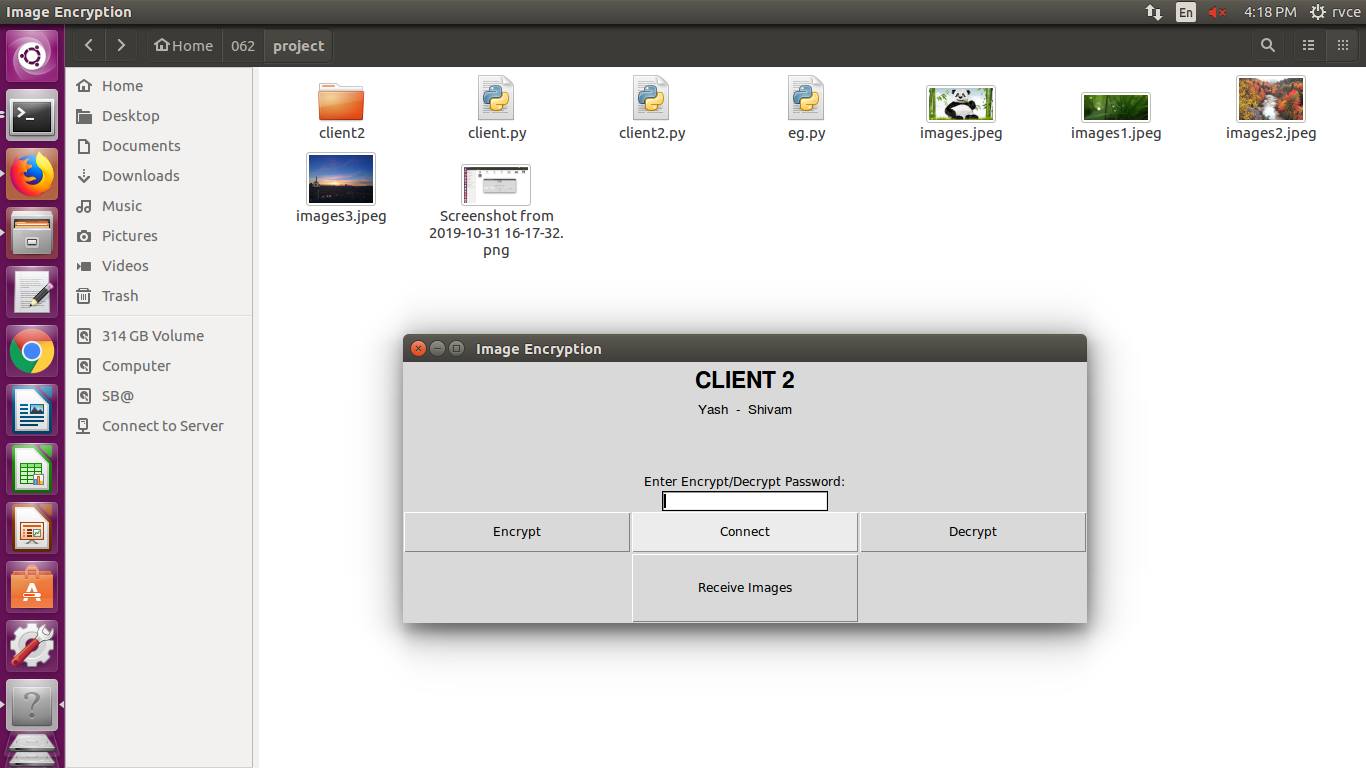 Image Encryption
En
4:18 PM
rvce
Home
062
project
Home
Desktop
Documents
Downloads
Music
Pictures
Videos
Trash
314 GB Volume
Computer
SB@
Connect to Server
client2
client.py
client2.py
eg.py
images.jpeg
images1.jpeg
images2.jpeg
images3.jpeg
Screenshot from
2019-10-31 16-17-32.
png
Image Encryption
CLIENT 2
Yash - Shivam
Enter Encrypt/Decrypt Password:
Encrypt
Connect
Decrypt
Receive Images